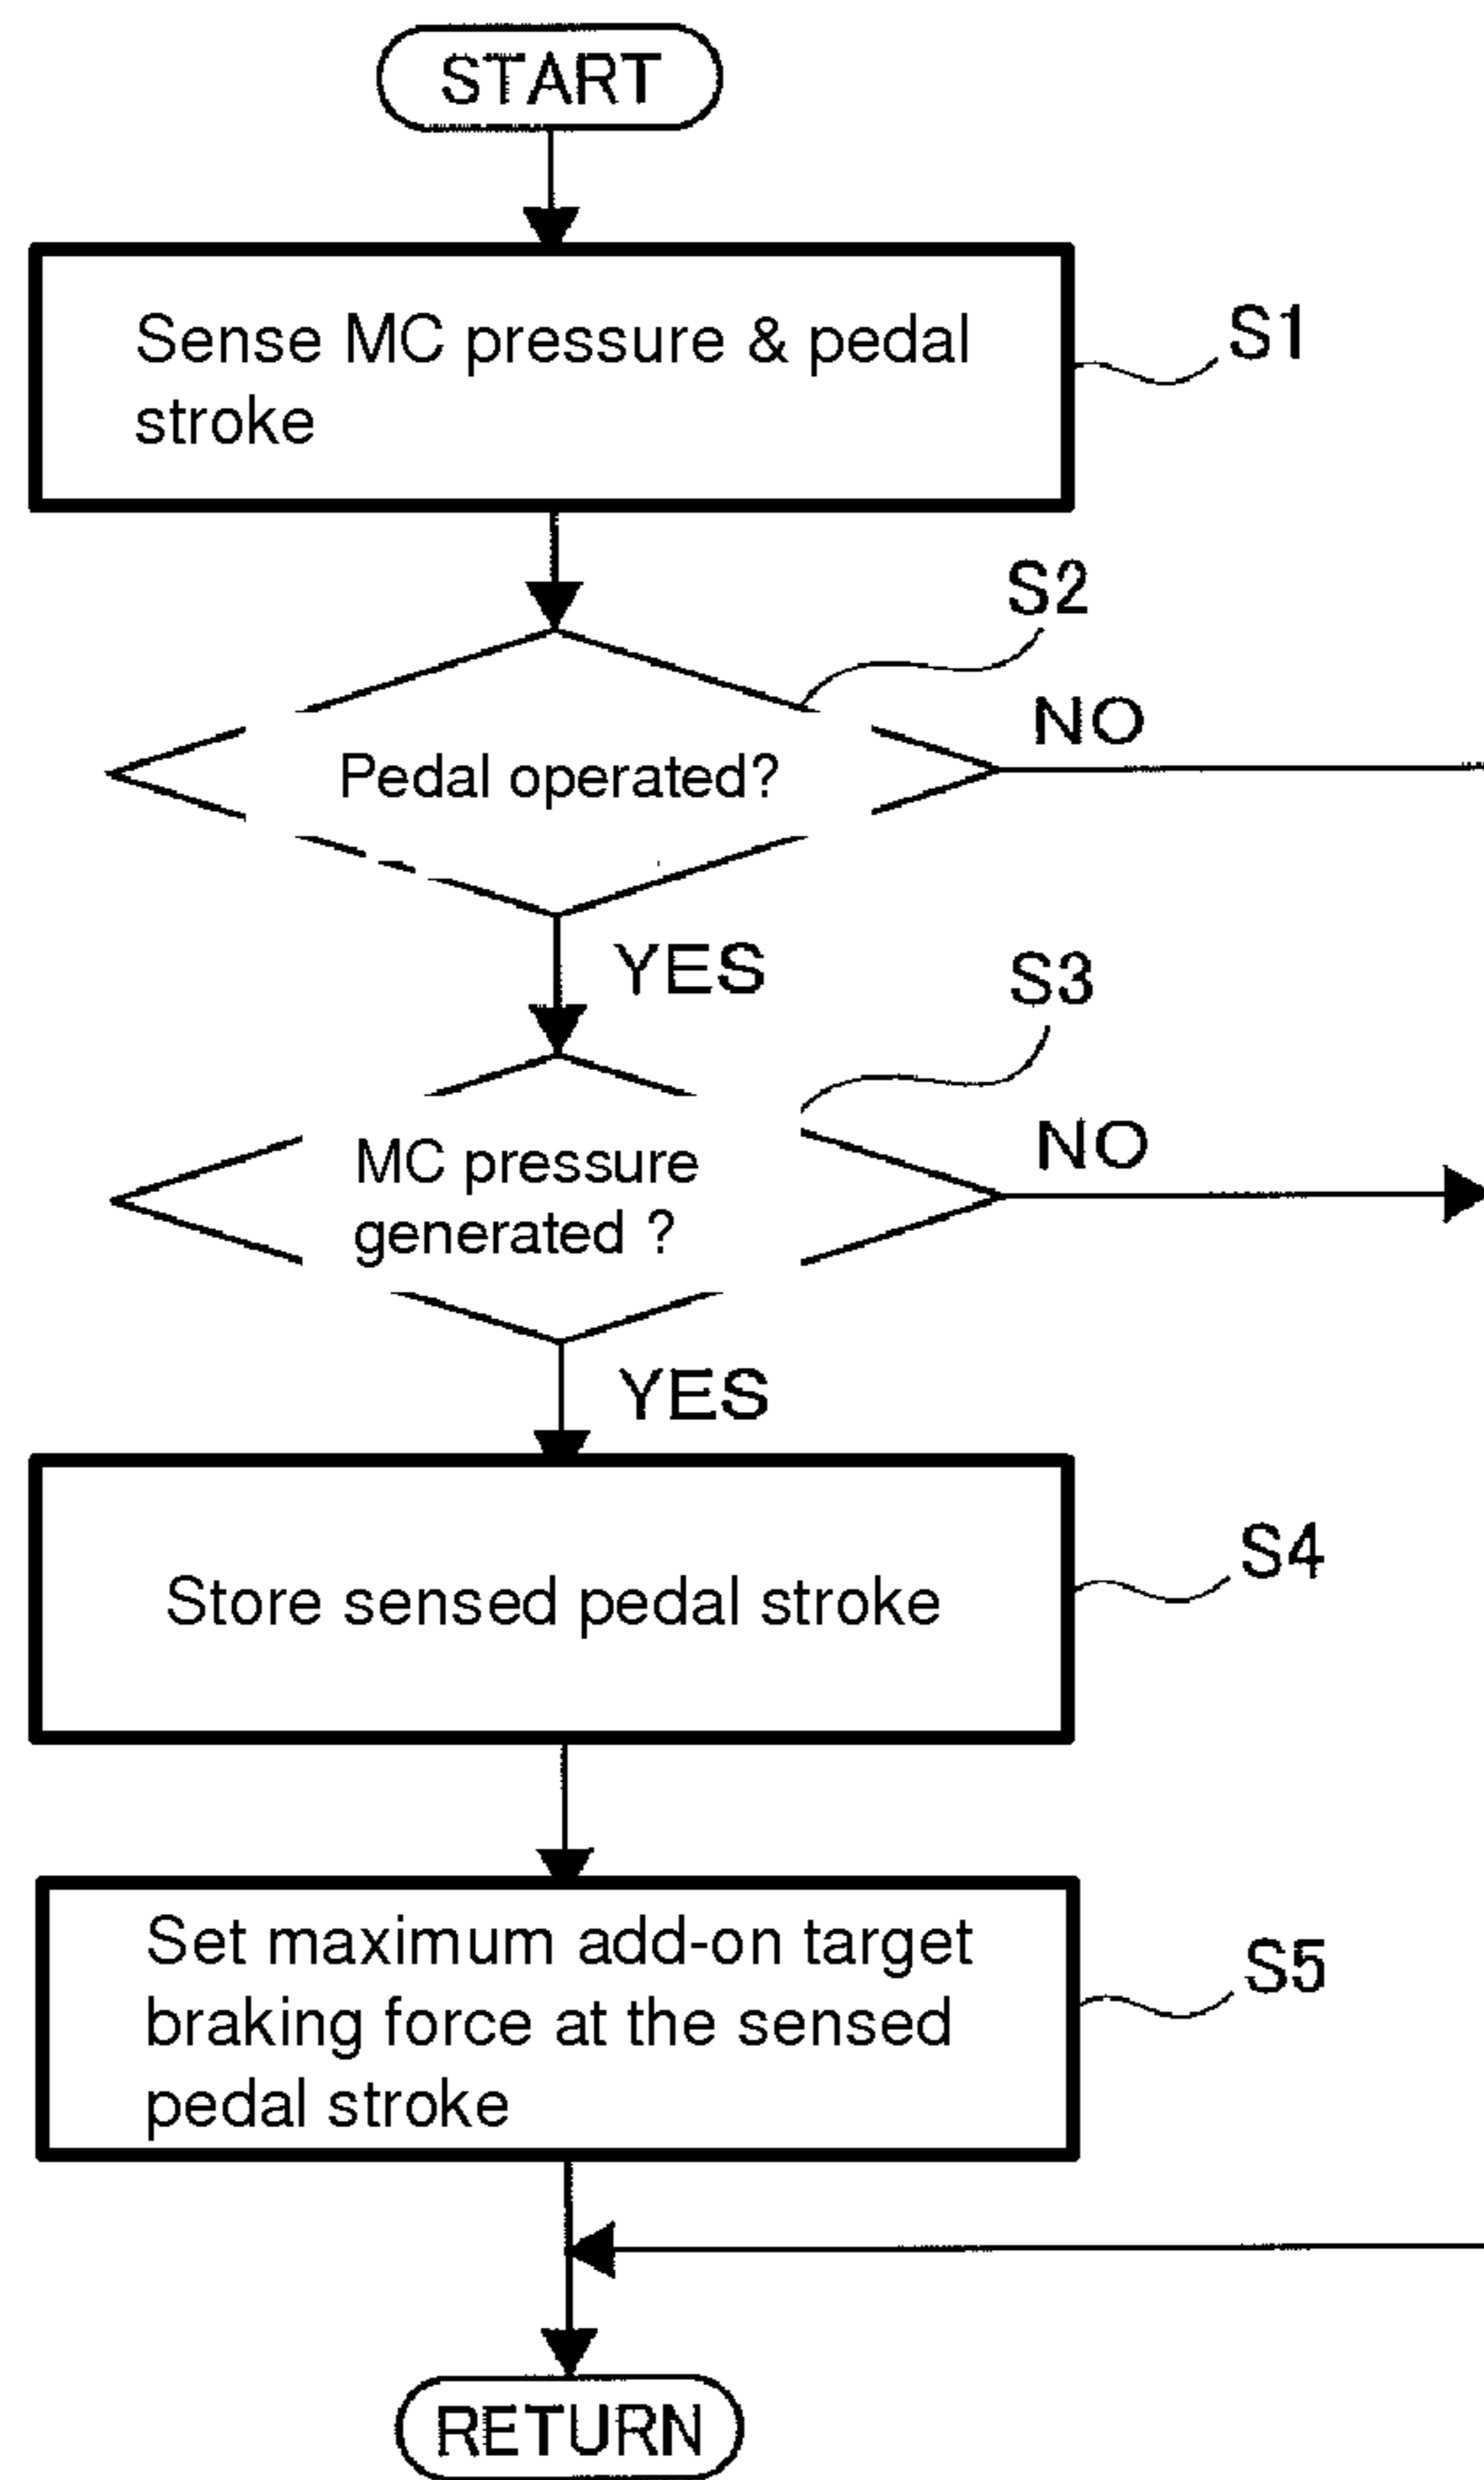 START
Sense MC pressure & pedal
stroke
S1
S2
Pedal operated?
NO
YES
S3
MC pressure
generated ?
NO
YES
Store sensed pedal stroke
S4
Set maximum add-on target
braking force at the sensed
pedal stroke
S5
RETURN